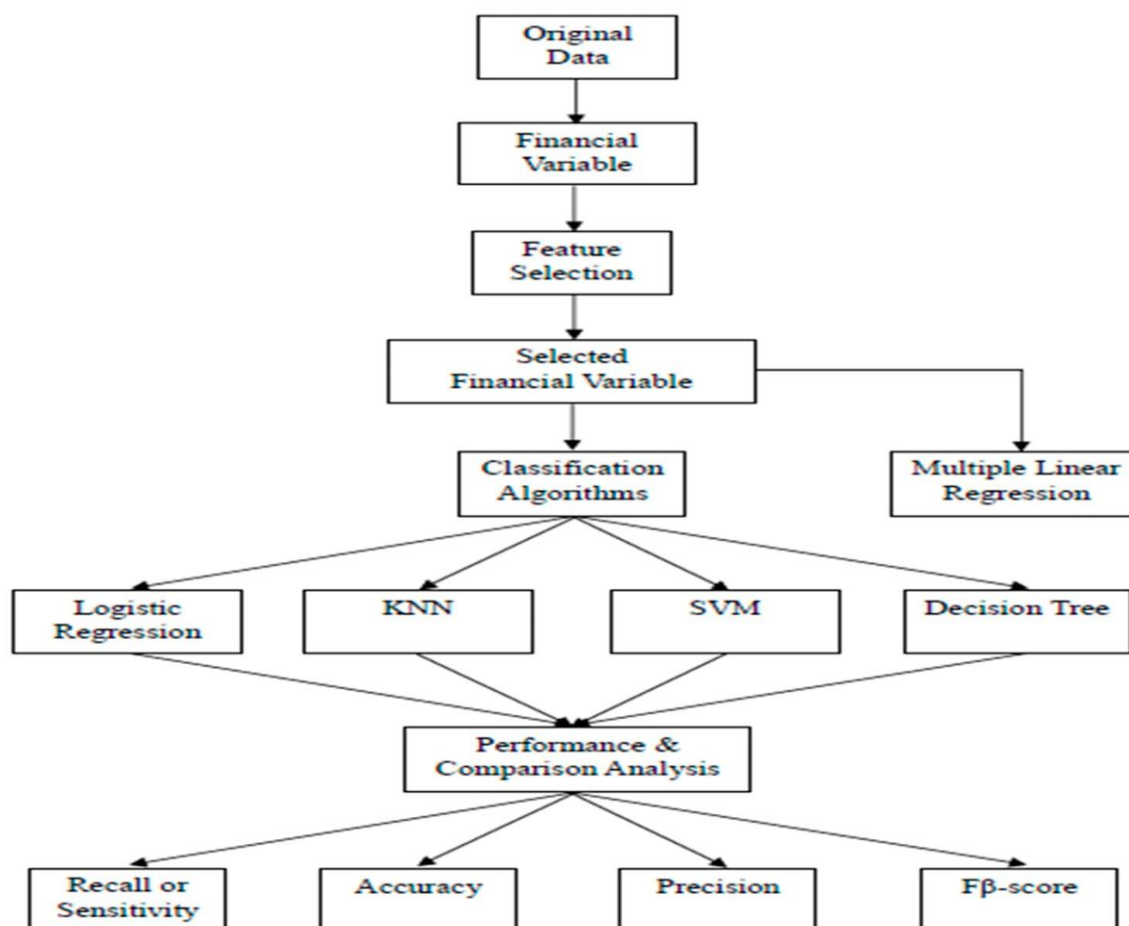 Original
Data
Financial
Variable
Feature
Selection
Selected
Financial Variable
Classification
Algorithms
Multiple Linear
Regression
Logistic
Regression
KNN
SVM
Decision Tree
Performance &
Comparison Analysis
Recall or
Sensitivity
Accuracy
Precision
Fβ-score